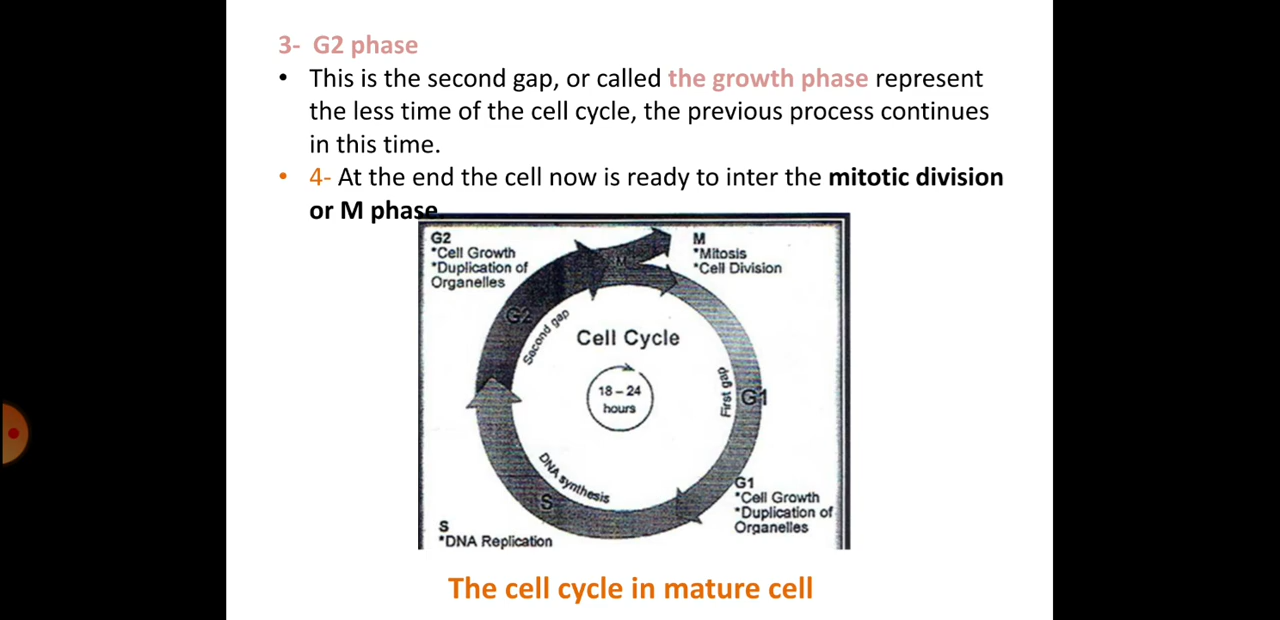 3- G2 phase
• This is the second gap, or called the growth phase represent
the less time of the cell cycle, the previous process continues
in this time.
• 4- At the end the cell now is ready to inter the mitotic division
or M phase
G2
*Cell Growth
*Duplication of
Organelles
M
*Mitosis
*Cell Division
M
G2
Second gap
Cell Cycle
18 – 24
hours
First gap
G1
DNA synthesis
S
G1
*Cell Growth
*Duplication of
Organelles
S
*DNA Replication
The cell cycle in mature cell